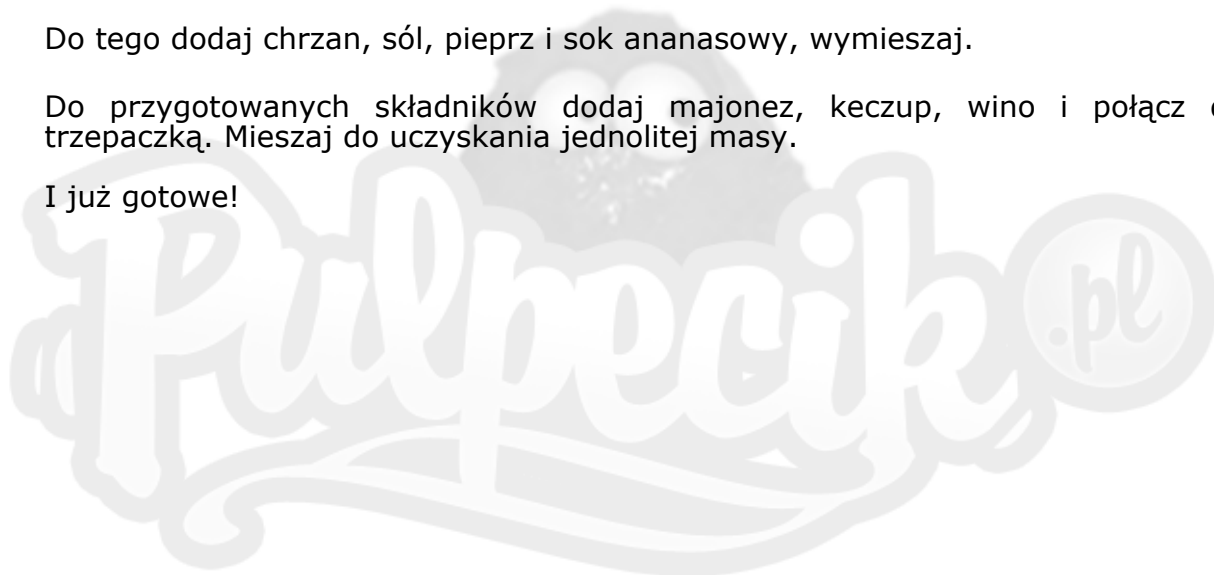 Do tego dodaj chrzan, sól, pieprz i sok ananasowy, wymieszaj.
Do przygotowanych składników dodaj majonez, keczup, wino i połącz
trzepaczką. Mieszaj do uczyskania jednolitej masy.
I już gotowe!
Pulpecik.pl